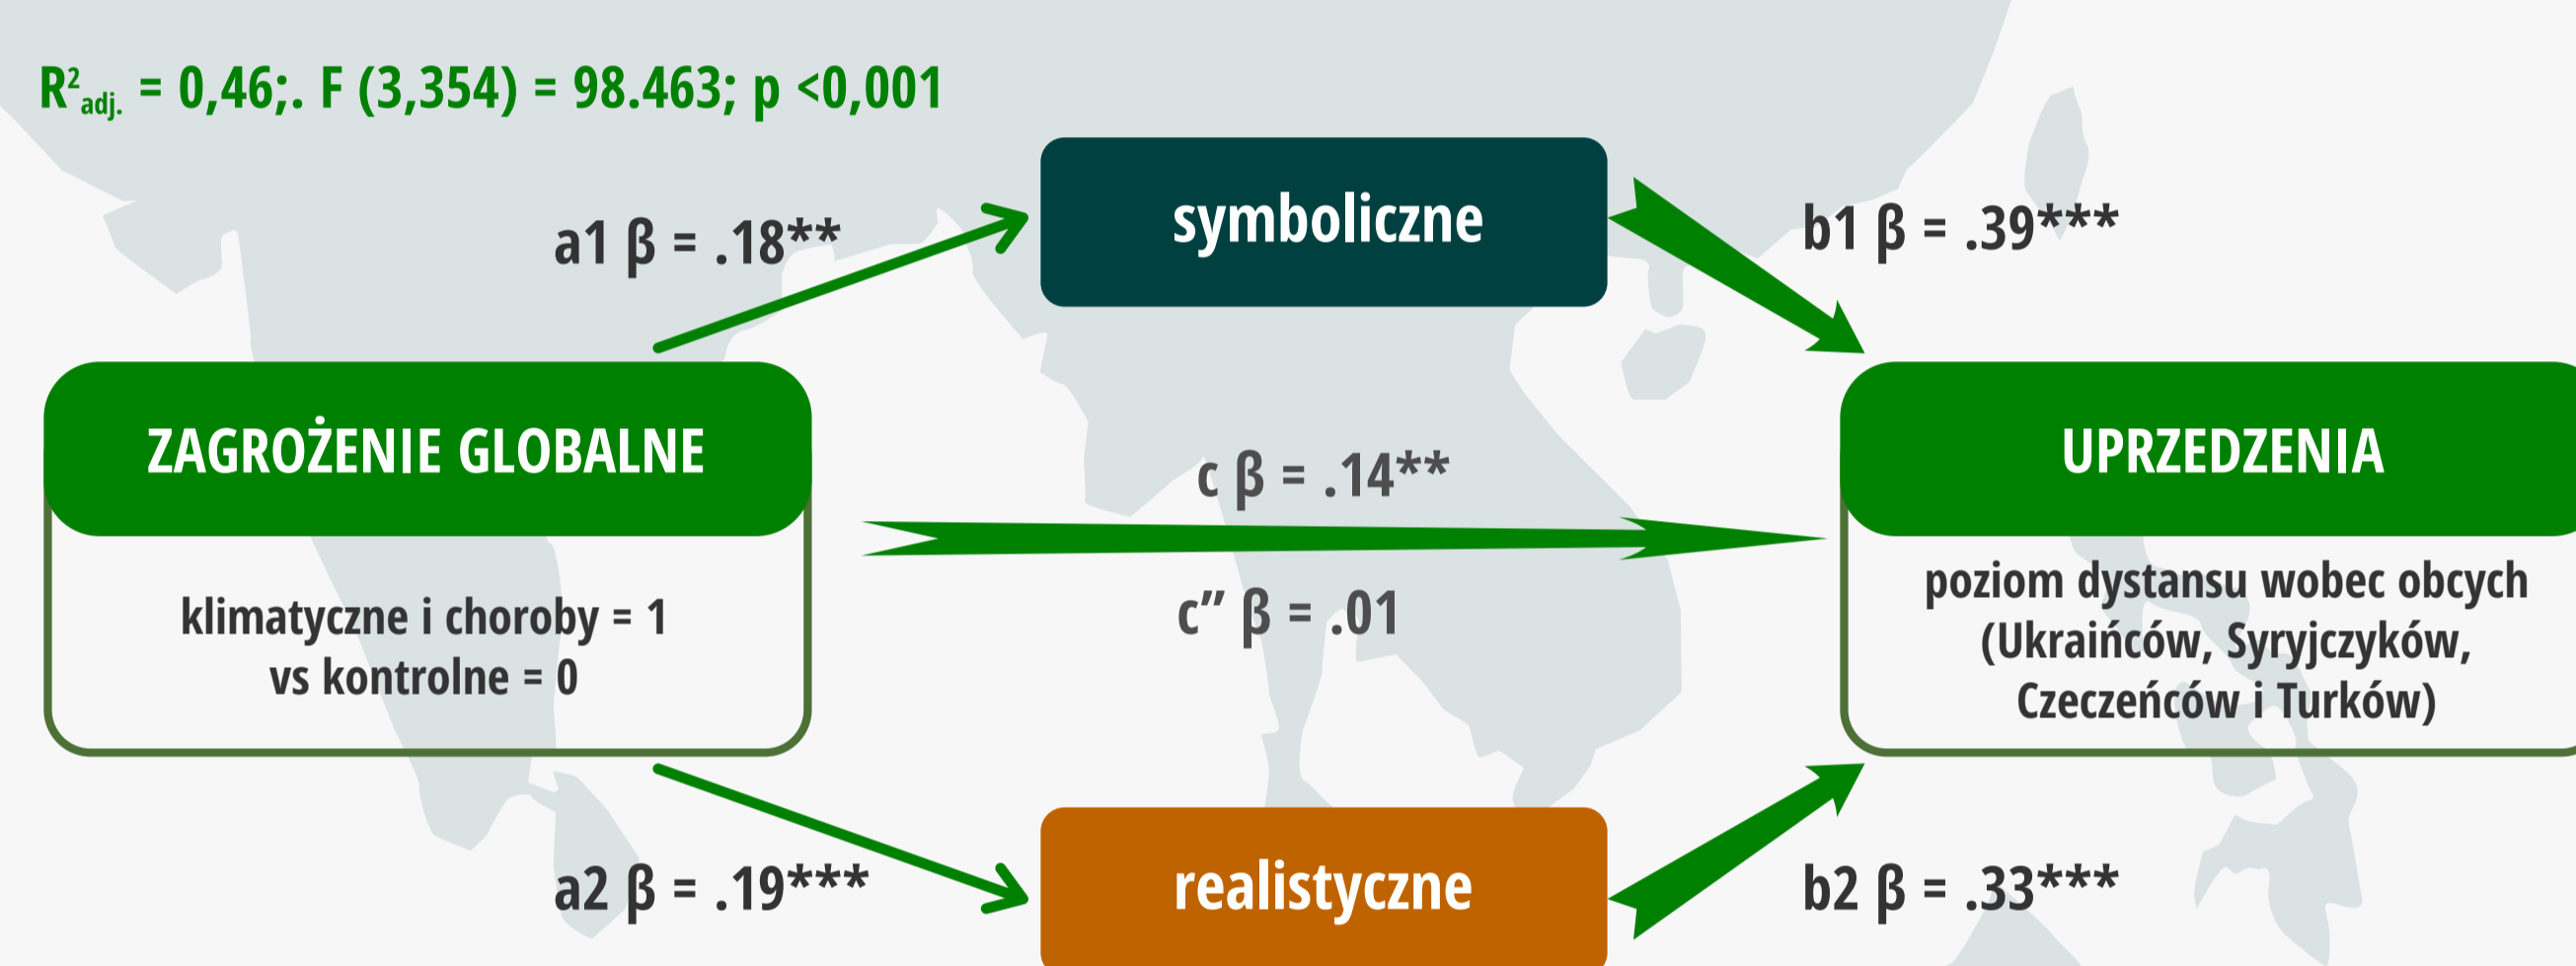 R²adj. = 0,46;. F (3,354) = 98.463; p <0,001
symboliczne
a1 β = .18**
b1 β = .39***
ZAGROŻENIE GLOBALNE
klimatyczne i choroby = 1
vs kontrolne = 0
c β = .14**
c” β = .01
UPRZEDZENIA
poziom dystansu wobec obcych
(Ukraińców, Syryjczyków,
Czeczeńców i Turków)
a2 β = .19***
realistyczne
b2 β = .33***